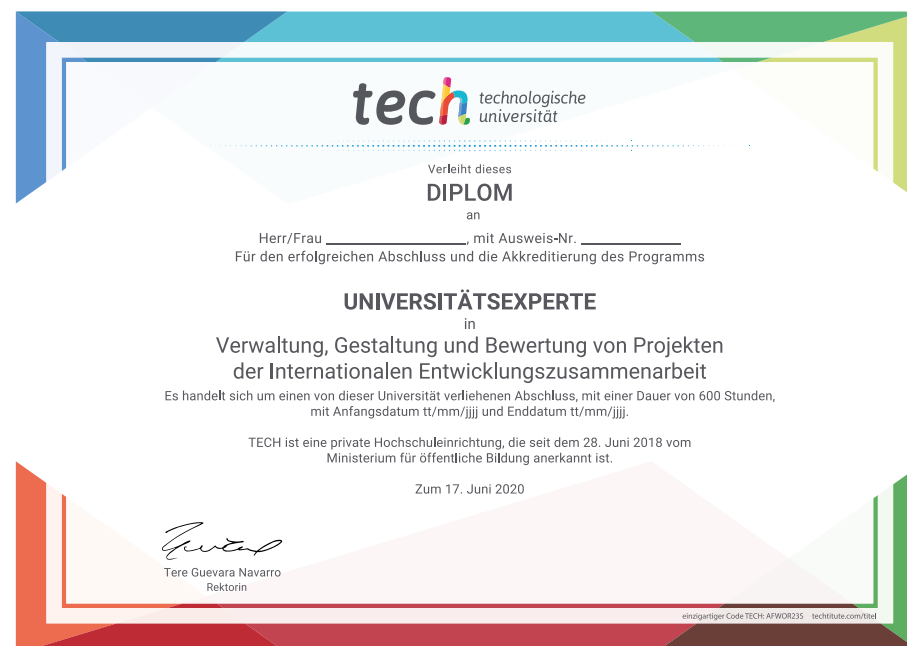 tech technologische
universität
Verleiht dieses
DIPLOM
an
Herr/Frau ____________________, mit Ausweis-Nr. ______________
Für den erfolgreichen Abschluss und die Akkreditierung des Programms
UNIVERSITÄTSEXPERTE
in
Verwaltung, Gestaltung und Bewertung von Projekten
der Internationalen Entwicklungszusammenarbeit
Es handelt sich um einen von dieser Universität verliehenen Abschluss, mit einer Dauer von 600 Stunden,
mit Anfangsdatum tt/mm/jjjj und Enddatum tt/mm/jjjj.
TECH ist eine private Hochschuleinrichtung, die seit dem 28. Juni 2018 vom
Ministerium für öffentliche Bildung anerkannt ist.
Zum 17. Juni 2020
Tere Guevara Navarro
Rektorin
einzigartiger Code TECH: AFWOR235 techtitute.com/titel